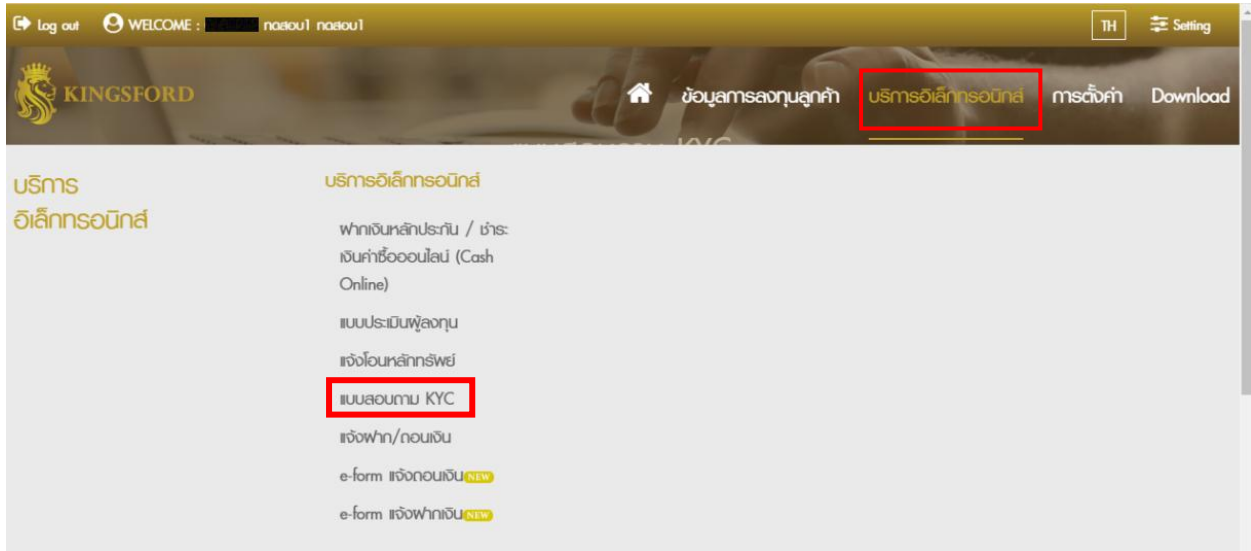 Log out WELCOME : ทดสอบ1 ทดสอบ1 TH Setting
KINGSFORD ข้อมูลการลงทุนลูกค้า บริการอิเล็กทรอนิกส์ การตั้งค่า Download
แบบสอบถาม KYC
บริการ
อิเล็กทรอนิกส์
บริการอิเล็กทรอนิกส์
ฝากเงินหลักประกัน / ชำระ
เงินค่าซื้อออนไลน์ (Cash
Online)
แบบประเมินผู้ลงทุน
แจ้งโอนหลักทรัพย์
แบบสอบถาม KYC
แจ้งฝาก/ถอนเงิน
e-form แจ้งถอนเงิน NEW
e-form แจ้งฝากเงิน NEW